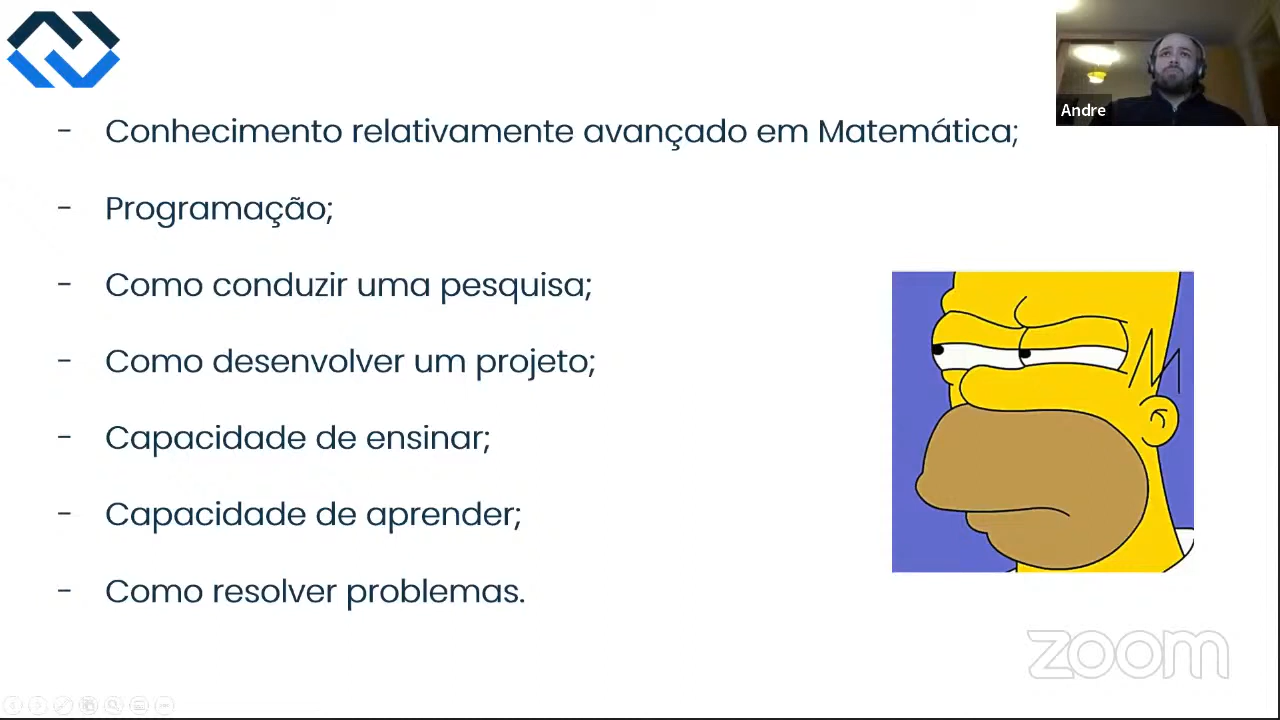 Andre
- Conhecimento relativamente avançado em Matemática;
- Programação;
- Como conduzir uma pesquisa;
- Como desenvolver um projeto;
- Capacidade de ensinar;
- Capacidade de aprender;
- Como resolver problemas.
zoom